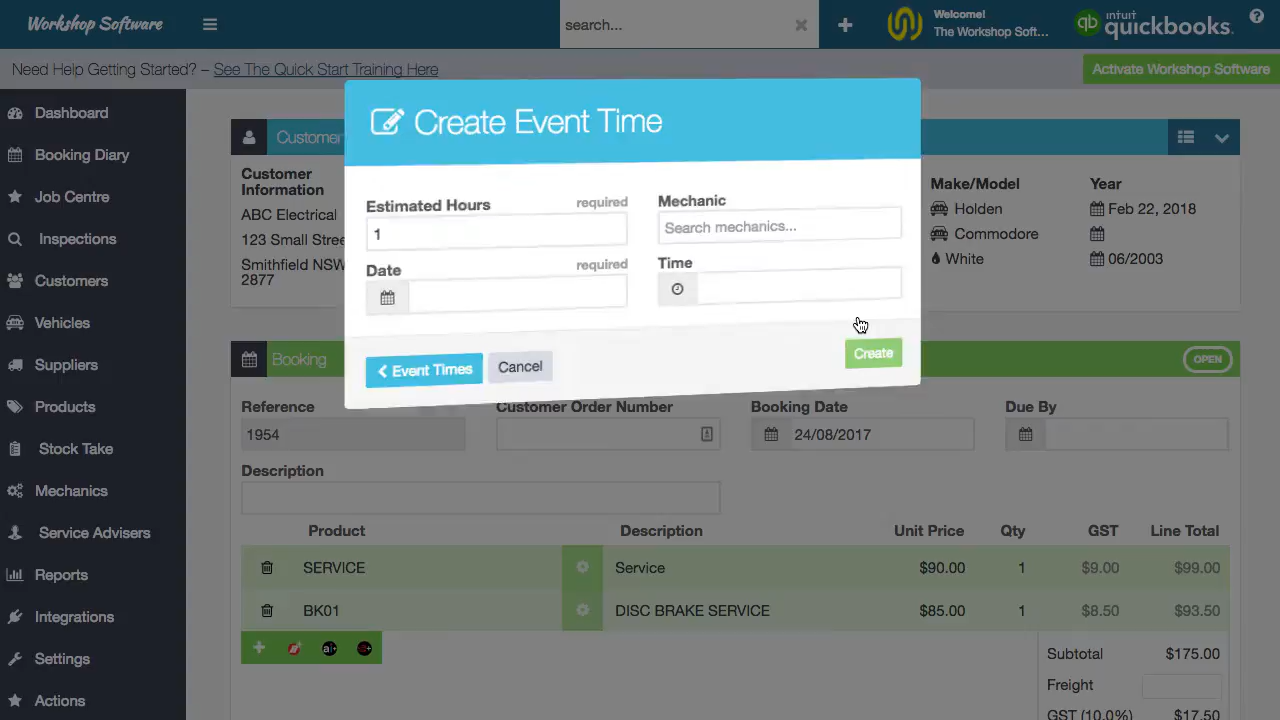 Workshop Software
search...
Welcome!
The Workshop Soft...
qb
intuit
quickbooks.
Need Help Getting Started? – See The Quick Start Training Here
Activate Workshop Software
Dashboard
Booking Diary
Job Centre
Inspections
Customers
Vehicles
Suppliers
Products
Stock Take
Mechanics
Service Advisers
Reports
Integrations
Settings
Actions
Customer
Customer
Information
ABC Electrical
123 Small Stree
Smithfield NSW
2877
Make/Model
Holden
Commodore
White
Year
Feb 22, 2018
06/2003
Create Event Time
Estimated Hours
required
1
Mechanic
Search mechanics...
Date
required
Time
Event Times
Cancel
Create
Booking
OPEN
Reference
Customer Order Number
Booking Date
Due By
1954
24/08/2017
Description
Product
Description
Unit Price
Qty
GST
Line Total
SERVICE
Service
$90.00
1
$9.00
$99.00
BK01
DISC BRAKE SERVICE
$85.00
1
$8.50
$93.50
Subtotal
$175.00
Freight
GST (10.0%)
$17.50